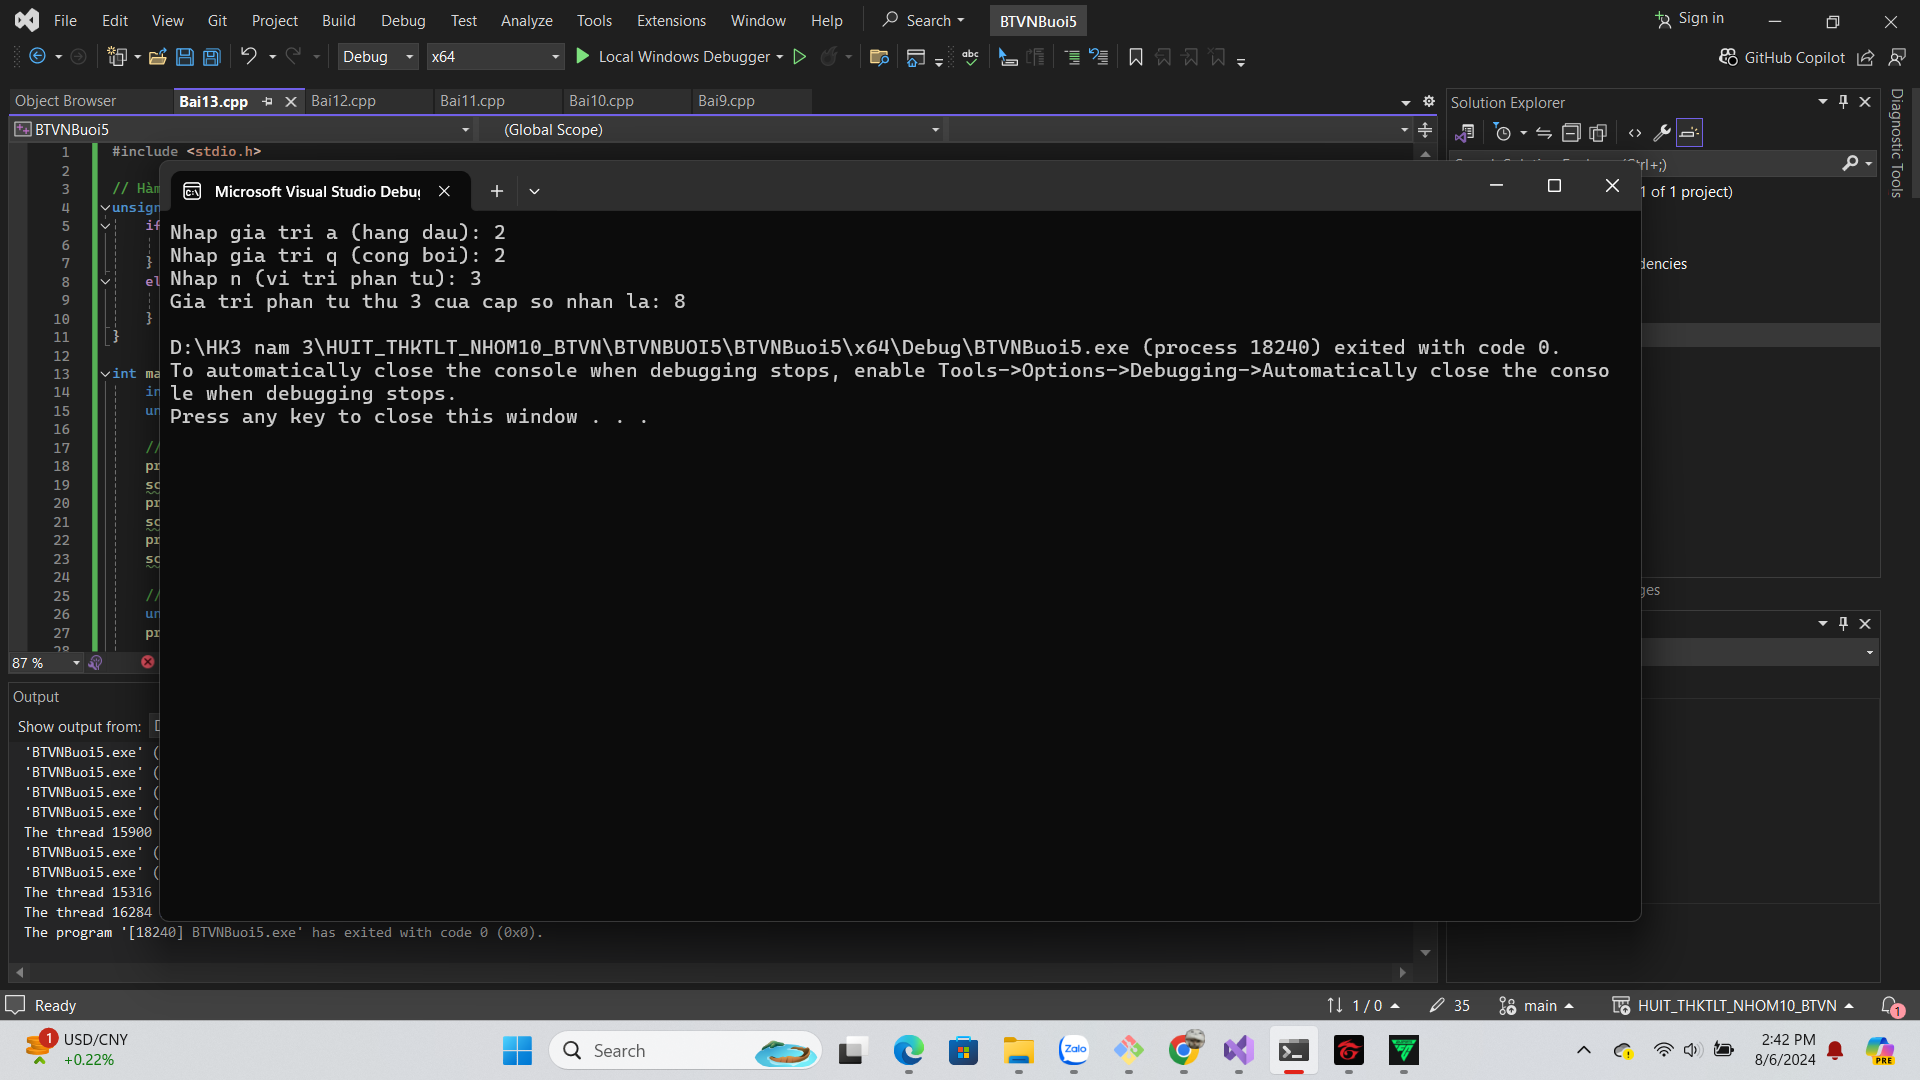 File Edit View Git Project Build Debug Test Analyze Tools Extensions Window Help Search BTVNBuoi5 Sign in
Debug x64 Local Windows Debugger GitHub Copilot
Object Browser Bai13.cpp Bai12.cpp Bai11.cpp Bai10.cpp Bai9.cpp
BTVNBuoi5 (Global Scope)
1 #include <stdio.h>
2
3 // Hàm
4 unsign
5 if
6
7 }
8 el
9
10 }
11 }
12
13 int ma
14 in
15 un
16
17 //
18 pr
19 sc
20 pr
21 sc
22 pr
23 sc
24
25 //
26 un
27 pr
28
87 %
Microsoft Visual Studio Debug
Nhap gia tri a (hang dau): 2
Nhap gia tri q (cong boi): 2
Nhap n (vi tri phan tu): 3
Gia tri phan tu thu 3 cua cap so nhan la: 8
D:\HK3 nam 3\HUIT_THKTLT_NHOM10_BTVN\BTVNBUOI5\BTVNBuoi5\x64\Debug\BTVNBuoi5.exe (process 18240) exited with code 0.
To automatically close the console when debugging stops, enable Tools->Options->Debugging->Automatically close the conso
le when debugging stops.
Press any key to close this window . . .
Solution Explorer
Ctrl+;)
1 of 1 project)
dencies
ges
Diagnostic Tools
Output
Show output from:
'BTVNBuoi5.exe' (
'BTVNBuoi5.exe' (
'BTVNBuoi5.exe' (
'BTVNBuoi5.exe' (
The thread 15900
'BTVNBuoi5.exe' (
'BTVNBuoi5.exe' (
The thread 15316
The thread 16284
The program '[18240] BTVNBuoi5.exe' has exited with code 0 (0x0).
Ready 1 / 0 35 main HUIT_THKTLT_NHOM10_BTVN 1
1 USD/CNY
+0.22%
Search
Zalo
2:42 PM
8/6/2024
PRE